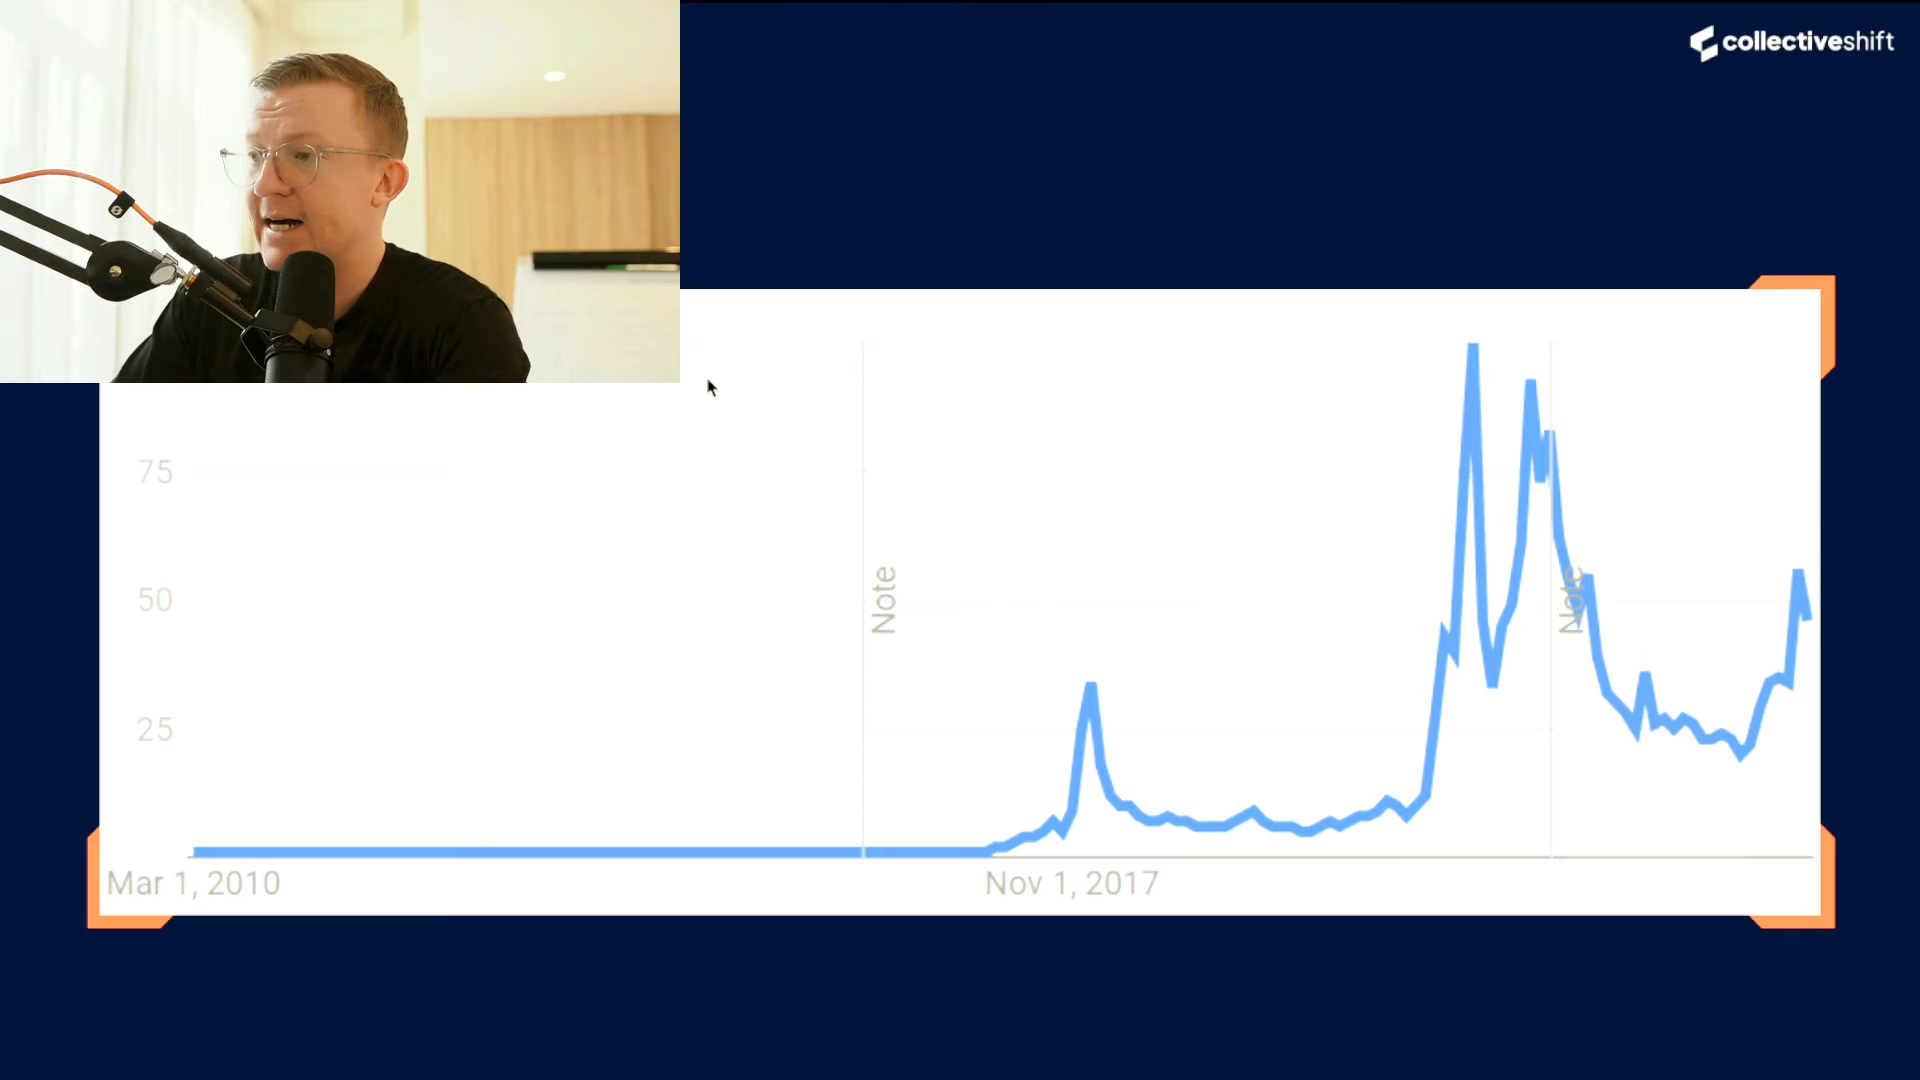 collectiveshift
75
50
25
Note
Note
Mar 1, 2010
Nov 1, 2017